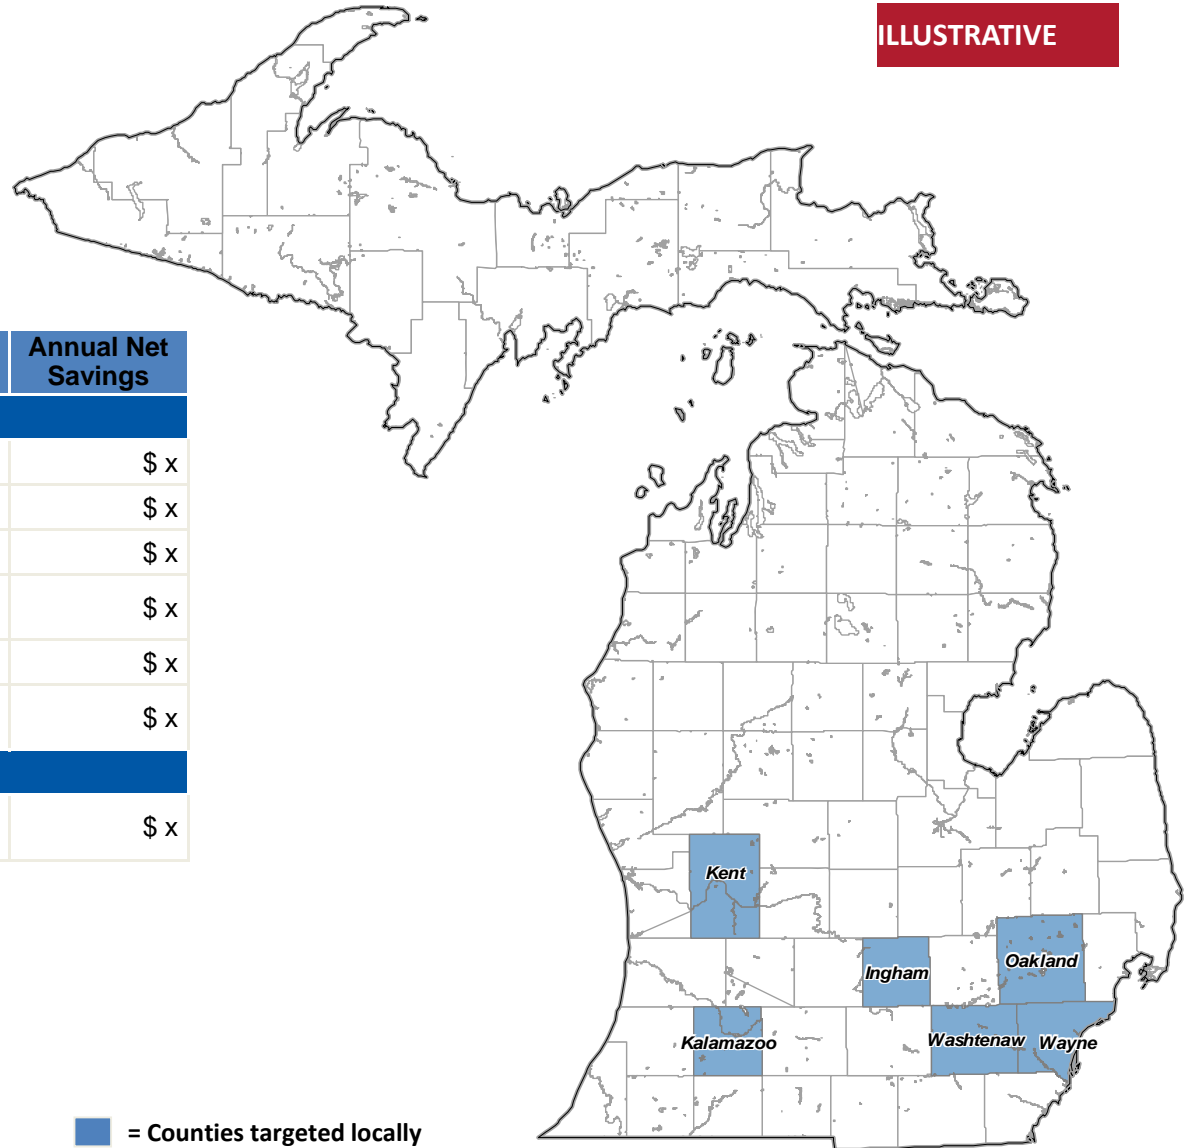 ILLUSTRATIVE
Annual Net
Savings
$ x
$ x
$ x
$ x
$ x
$ x
$ x
Kent
Ingham
Oakland
Kalamazoo
Washtenaw
Wayne
= Counties targeted locally